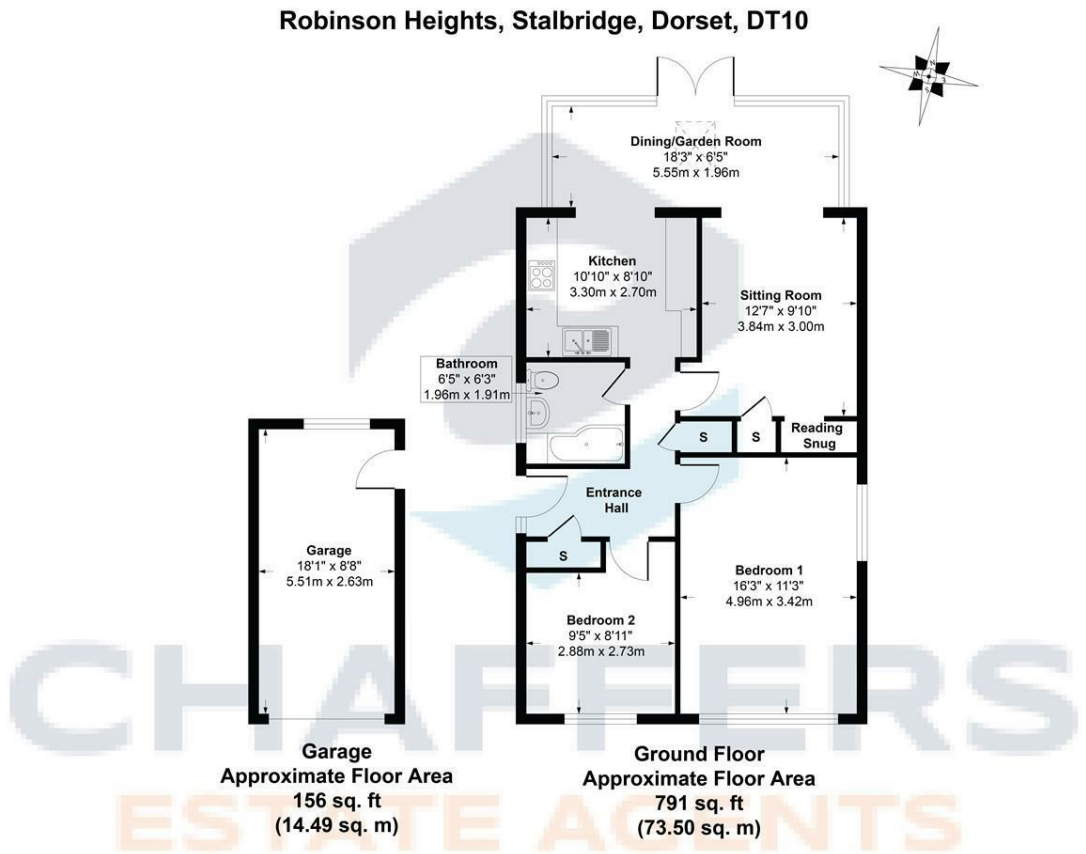 Robinson Heights, Stalbridge, Dorset, DT10
N
W
E
S
Dining/Garden Room
18'3" x 6'5"
5.55m x 1.96m
Kitchen
10'10" x 8'10"
3.30m x 2.70m
Sitting Room
12'7" x 9'10"
3.84m x 3.00m
Bathroom
6'5" x 6'3"
1.96m x 1.91m
S
S
Reading
Snug
Entrance
Hall
S
Garage
18'1" x 8'8"
5.51m x 2.63m
Bedroom 1
16'3" x 11'3"
4.96m x 3.42m
Bedroom 2
9'5" x 8'11"
2.88m x 2.73m
CHAFFERS
ESTATE AGENTS
Garage
Approximate Floor Area
156 sq. ft
(14.49 sq. m)
Ground Floor
Approximate Floor Area
791 sq. ft
(73.50 sq. m)